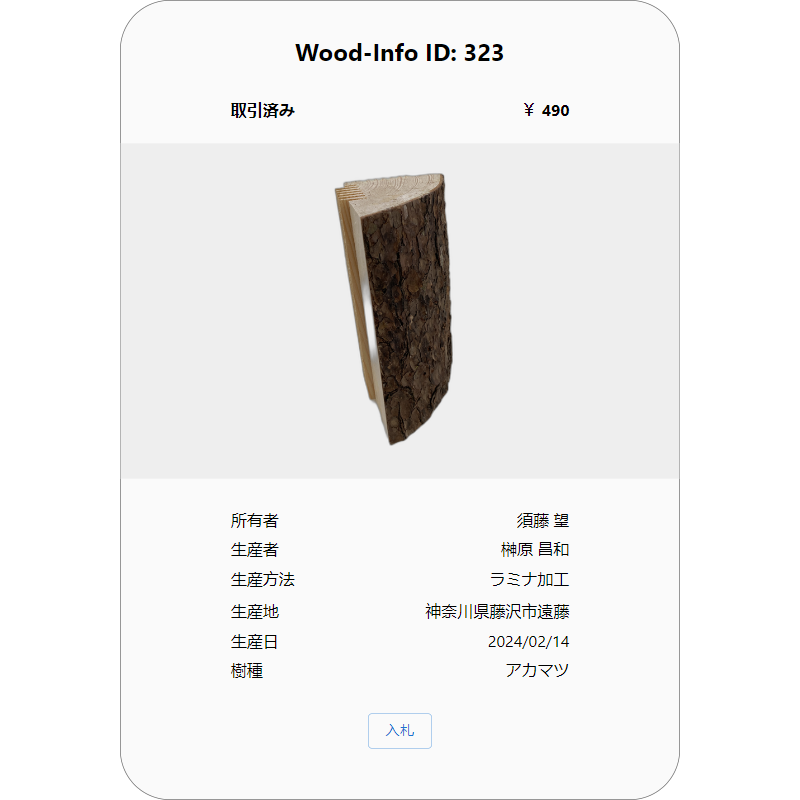 Wood-Info ID: 323
取引済み ￥ 490
所有者 須藤 望
生産者 榊原 昌和
生産方法 ラミナ加工
生産地 神奈川県藤沢市遠藤
生産日 2024/02/14
樹種 アカマツ
入札